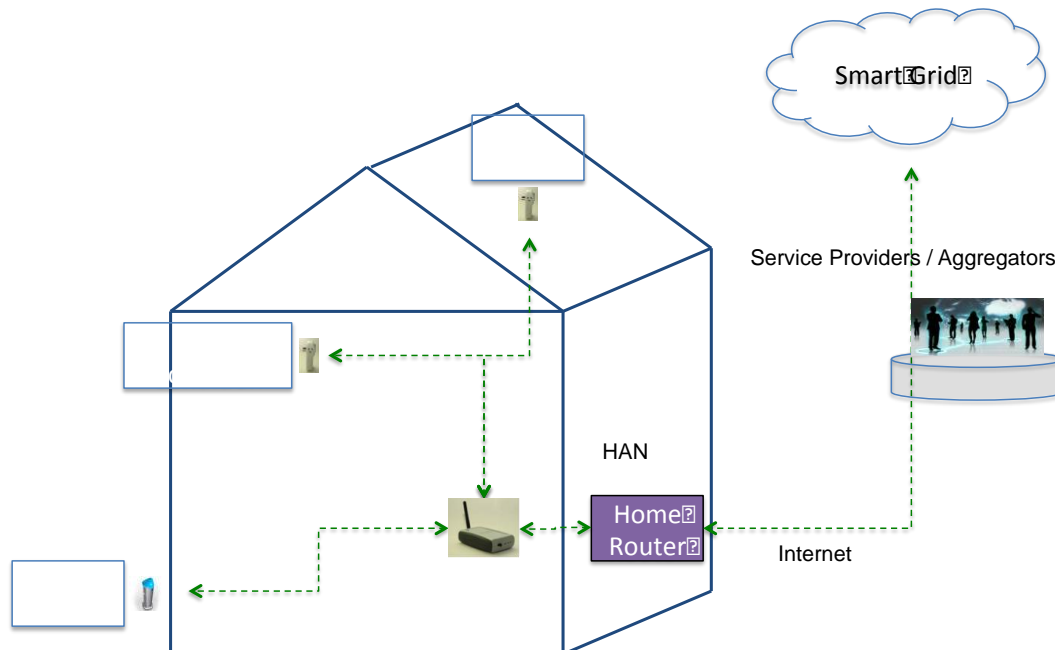 Smart Grid
Service Providers / Aggregators
HAN
Home
Router
Internet